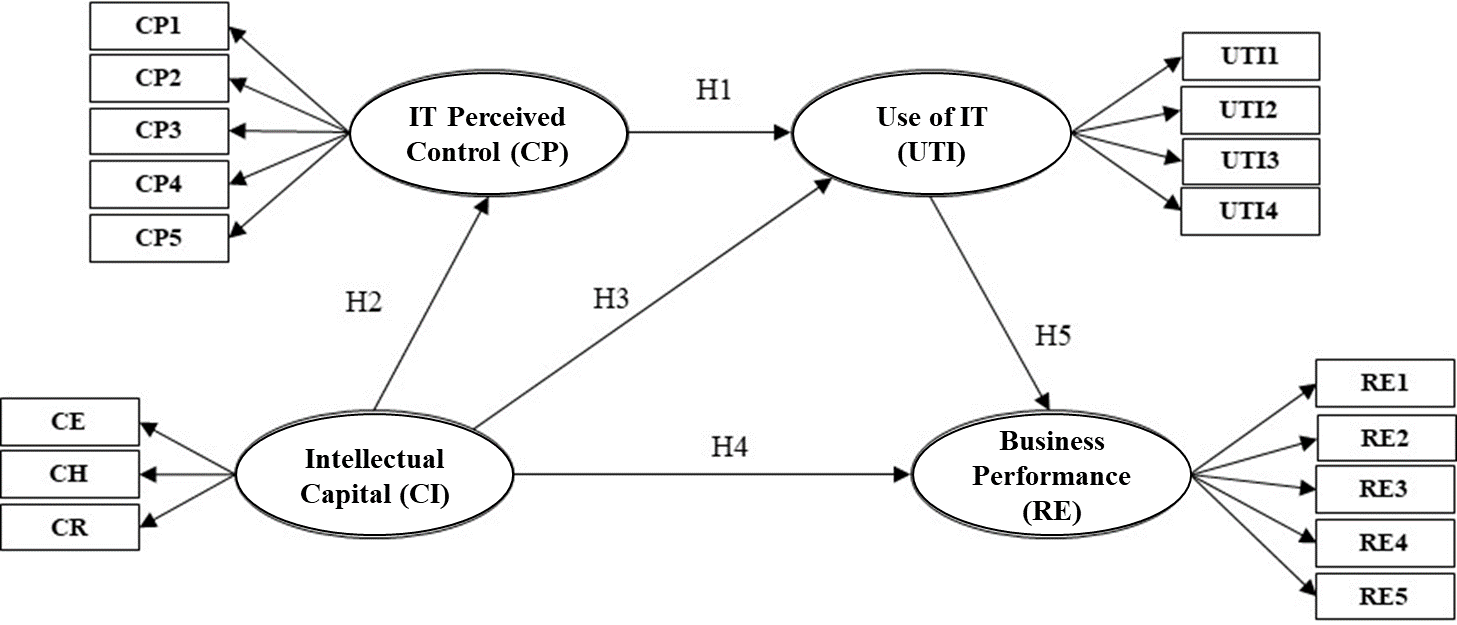 CP1
CP2
CP3
CP4
CP5
IT Perceived
Control (CP)
H1
Use of IT
(UTI)
UTI1
UTI2
UTI3
UTI4
H2
H3
H5
CE
CH
CR
Intellectual
Capital (CI)
H4
Business
Performance
(RE)
RE1
RE2
RE3
RE4
RE5